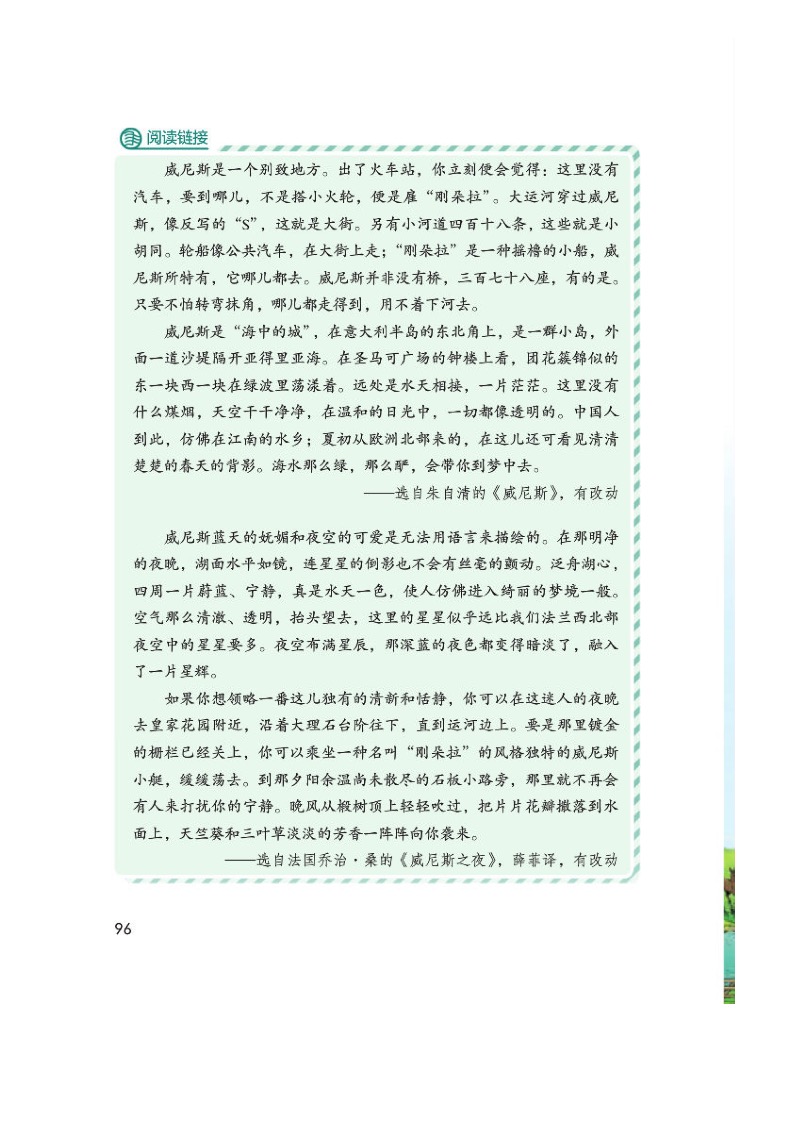 阅读链接
威尼斯是一个别致地方。出了火车站，你立刻便会觉得：这里没有
汽车，要到哪儿，不是搭小火轮，便是雇“刚朵拉”。大运河穿过威尼
斯，像反写的“S”，这就是大街。另有小河道四百十八条，这些就是小
胡同。轮船像公共汽车，在大街上走；“刚朵拉”是一种摇橹的小船，威
尼斯所特有，它哪儿都去。威尼斯并非没有桥，三百七十八座，有的是。
只要不怕转弯抹角，哪儿都走得到，用不着下河去。
威尼斯是“海中的城”，在意大利半岛的东北角上，是一群小岛，外
面一道沙堤隔开亚得里亚海。在圣马可广场的钟楼上看，团花簇锦似的
东一块西一块在绿波里荡漾着。远处是水天相接，一片茫茫。这里没有
什么煤烟，天空干干净净，在温和的日光中，一切都像透明的。中国人
到此，仿佛在江南的水乡；夏初从欧洲北部来的，在这儿还可看见清清
楚楚的春天的背影。海水那么绿，那么酽，会带你到梦中去。
——选自朱自清的《威尼斯》，有改动
威尼斯蓝天的妩媚和夜空的可爱是无法用语言来描绘的。在那明净
的夜晚，湖面水平如镜，连星星的倒影也不会有丝毫的颤动。泛舟湖心，
四周一片蔚蓝、宁静，真是水天一色，使人仿佛进入绮丽的梦境一般。
空气那么清澈、透明，抬头望去，这里的星星似乎远比我们法兰西北部
夜空中的星星要多。夜空布满星辰，那深蓝的夜色都变得暗淡了，融入
了一片星辉。
如果你想领略一番这儿独有的清新和恬静，你可以在这迷人的夜晚
去皇家花园附近，沿着大理石台阶往下，直到运河边上。要是那里镀金
的栅栏已经关上，你可以乘坐一种名叫“刚朵拉”的风格独特的威尼斯
小艇，缓缓荡去。到那夕阳余温尚未散尽的石板小路旁，那里就不再会
有人来打扰你的宁静。晚风从椴树顶上轻轻吹过，把片片花瓣撒落到水
面上，天竺葵和三叶草淡淡的芳香一阵阵向你袭来。
——选自法国乔治·桑的《威尼斯之夜》，薛菲译，有改动
96